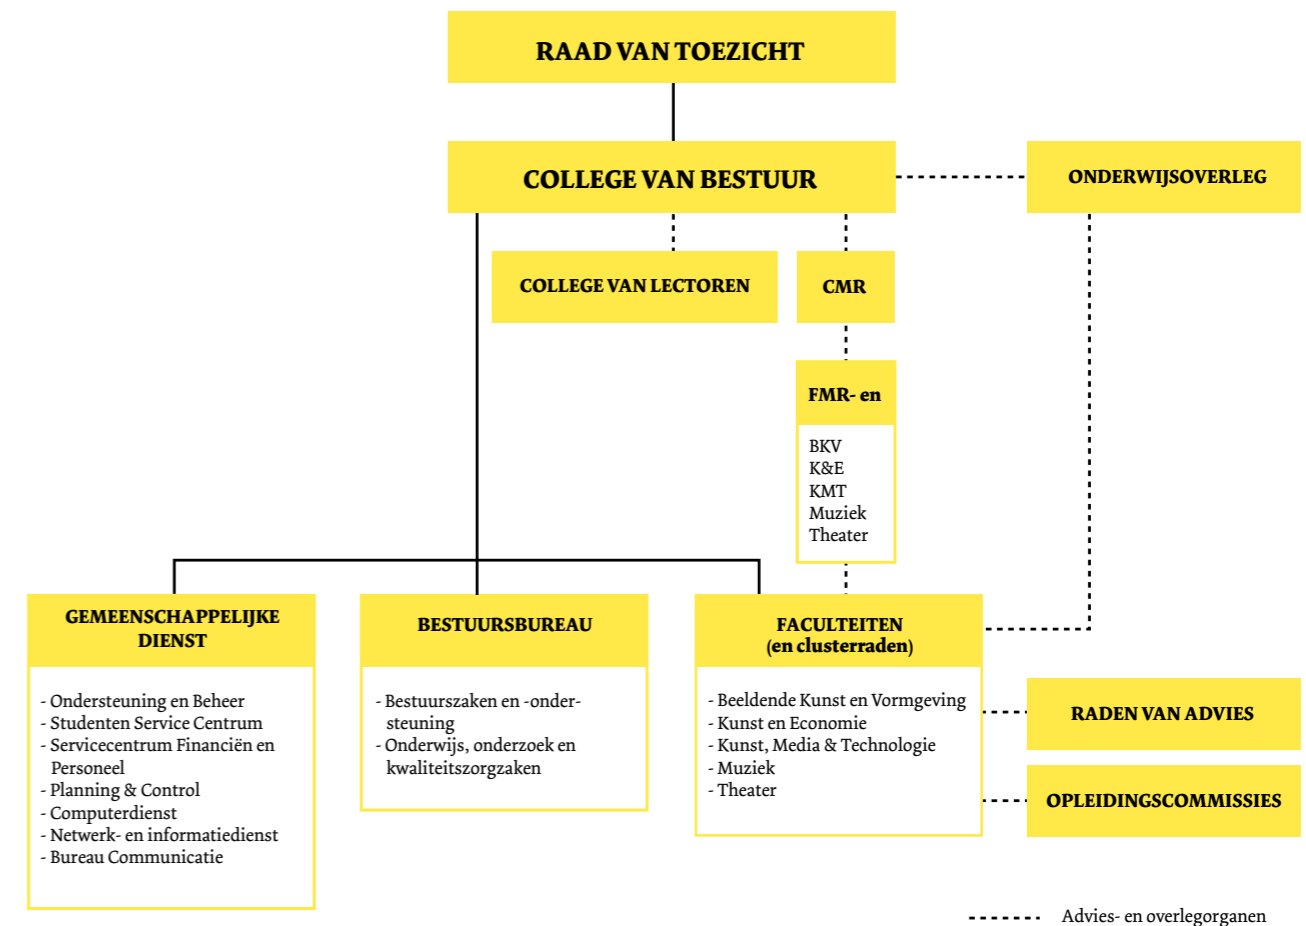 RAAD VAN TOEZICHT
COLLEGE VAN BESTUUR
ONDERWIJSOVERLEG
COLLEGE VAN LECTOREN
CMR
FMR- en
BKV
K&E
KMT
Muziek
Theater
GEMEENSCHAPPELIJKE
DIENST
- Ondersteuning en Beheer
- Studenten Service Centrum
- Servicecentrum Financiën en
Personeel
- Planning & Control
- Computerdienst
- Netwerk- en informatiedienst
- Bureau Communicatie
BESTUURSBUREAU
- Bestuurszaken en -onder-
steuning
- Onderwijs, onderzoek en
kwaliteitszorgzaken
FACULTEITEN
(en clusterraden)
- Beeldende Kunst en Vormgeving
- Kunst en Economie
- Kunst, Media & Technologie
- Muziek
- Theater
RADEN VAN ADVIES
OPLEIDINGSCOMMISSIES
Advies- en overlegorganen